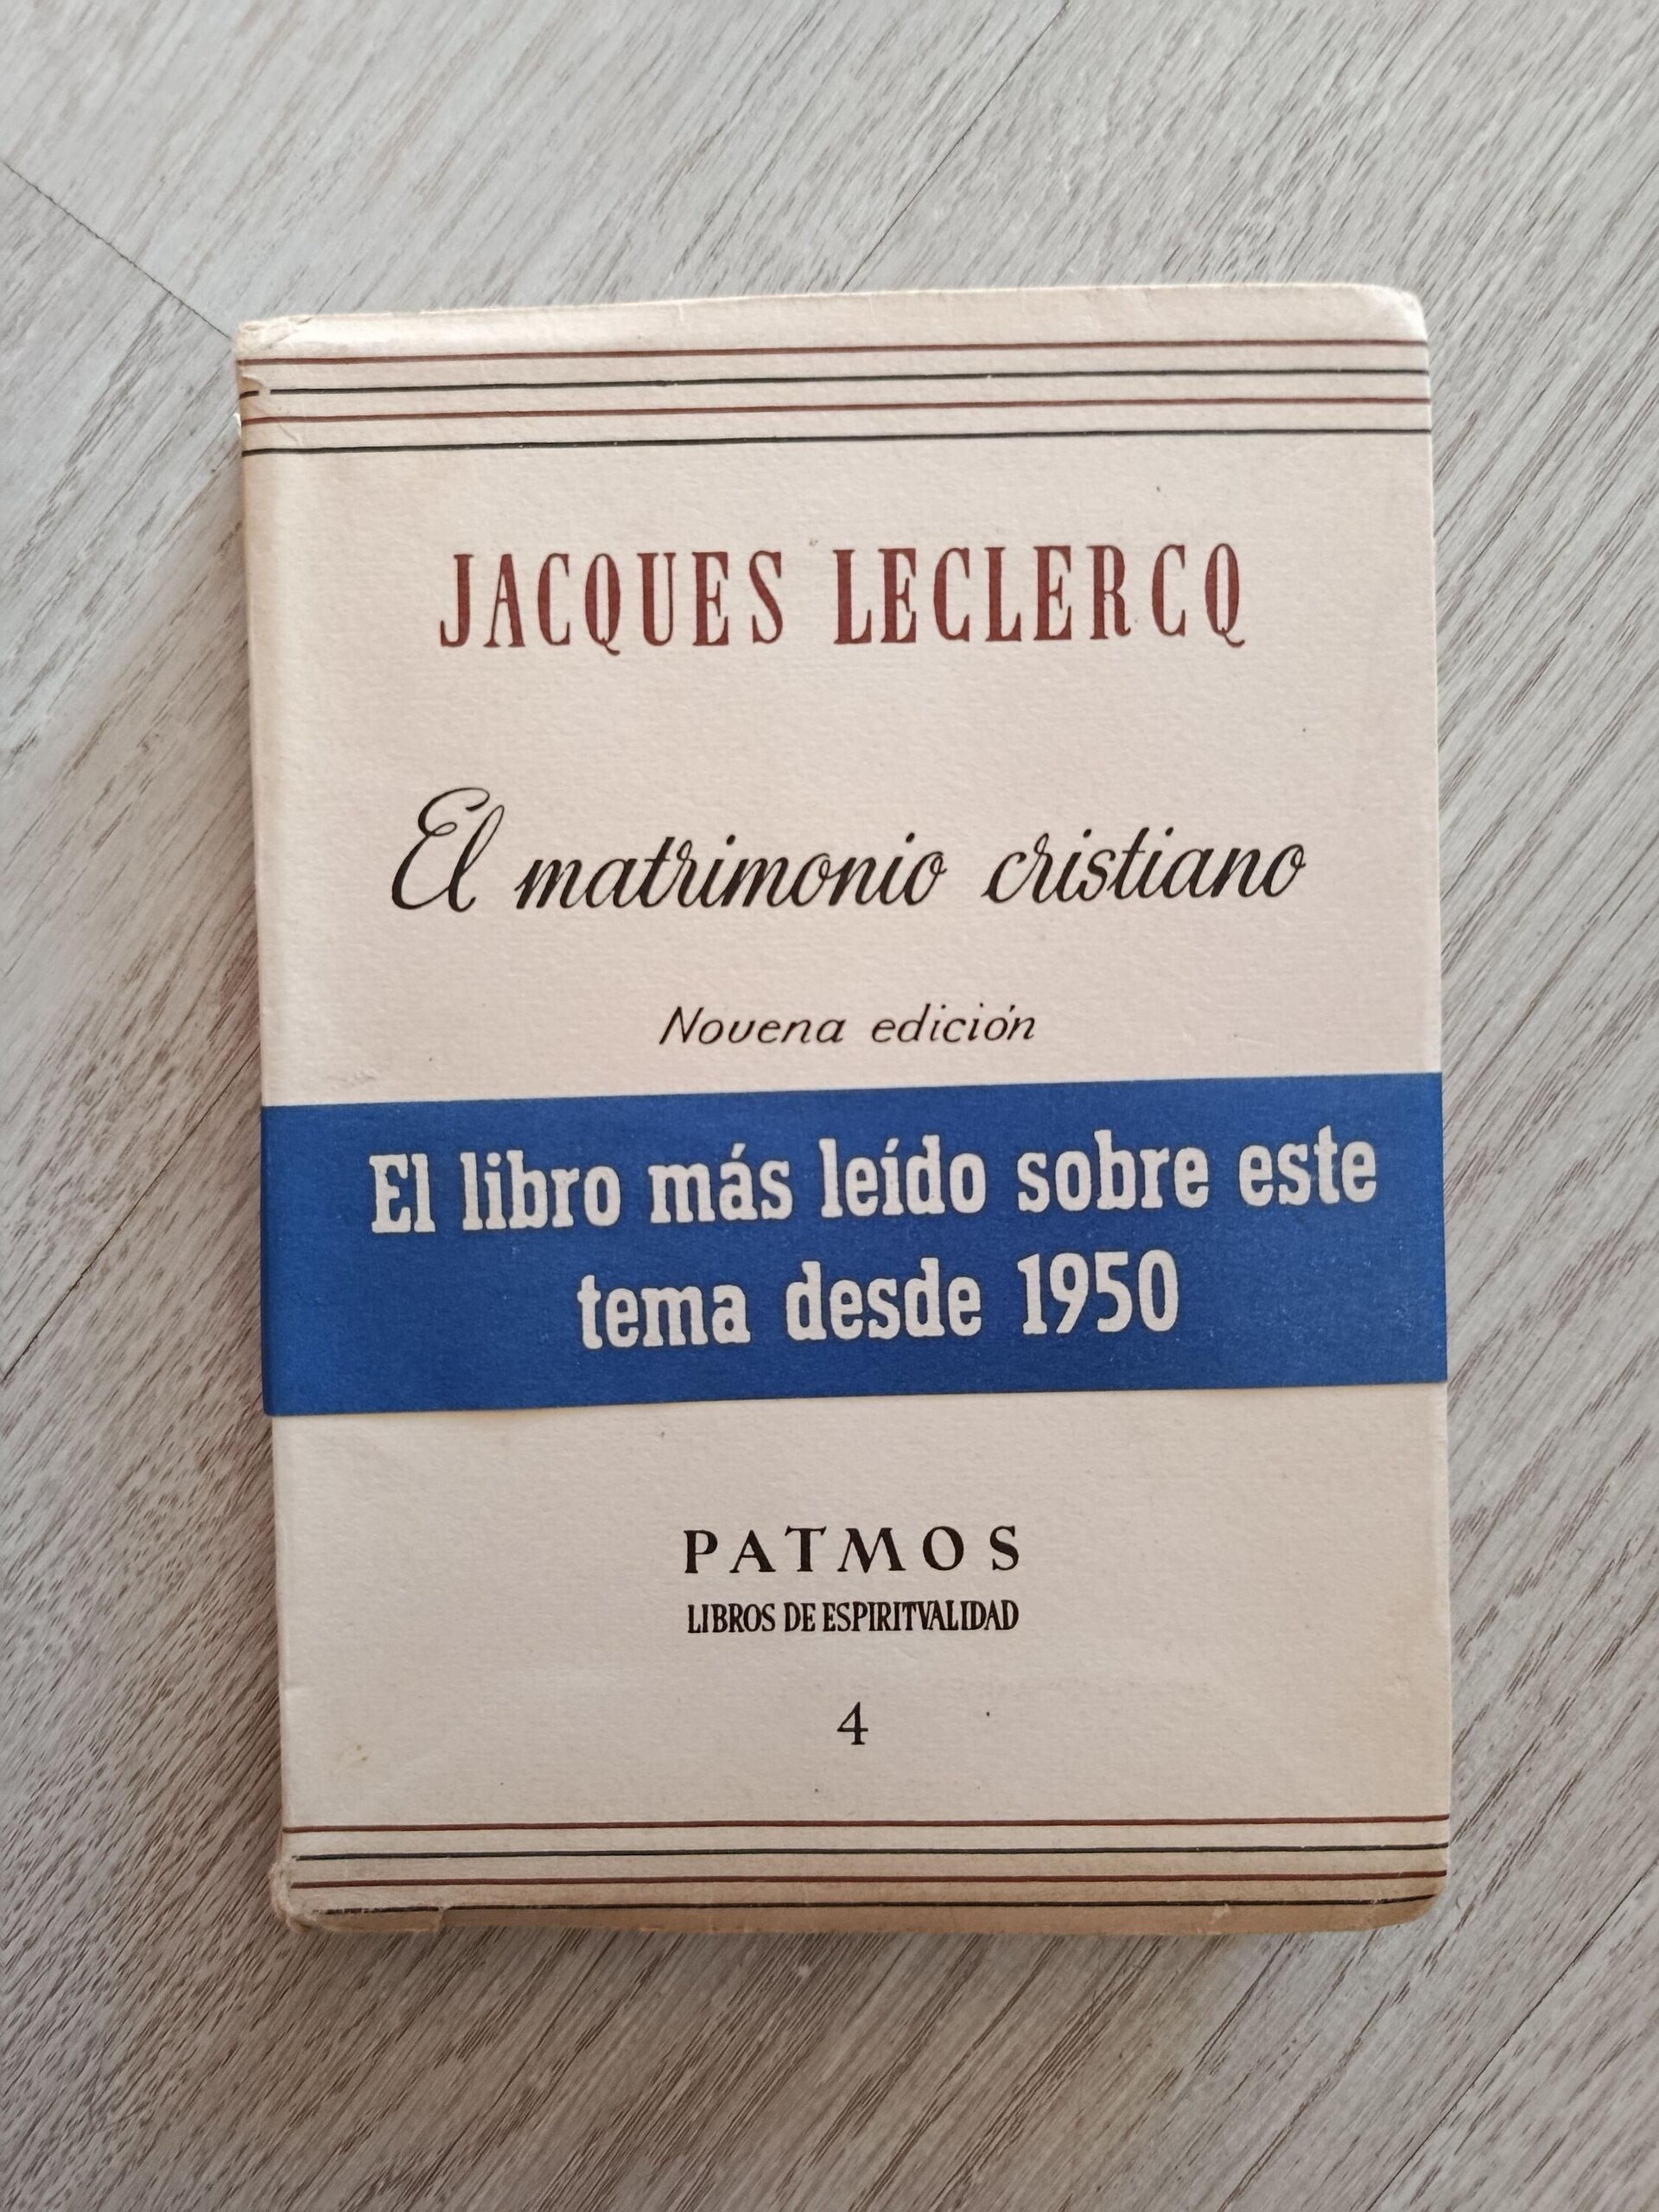 JACQUES LECLERCQ
El matrimonio cristiano
Novena edición
El libro más leído sobre este
tema desde 1950
PATMOS
LIBROS DE ESPIRITVALIDAD
4